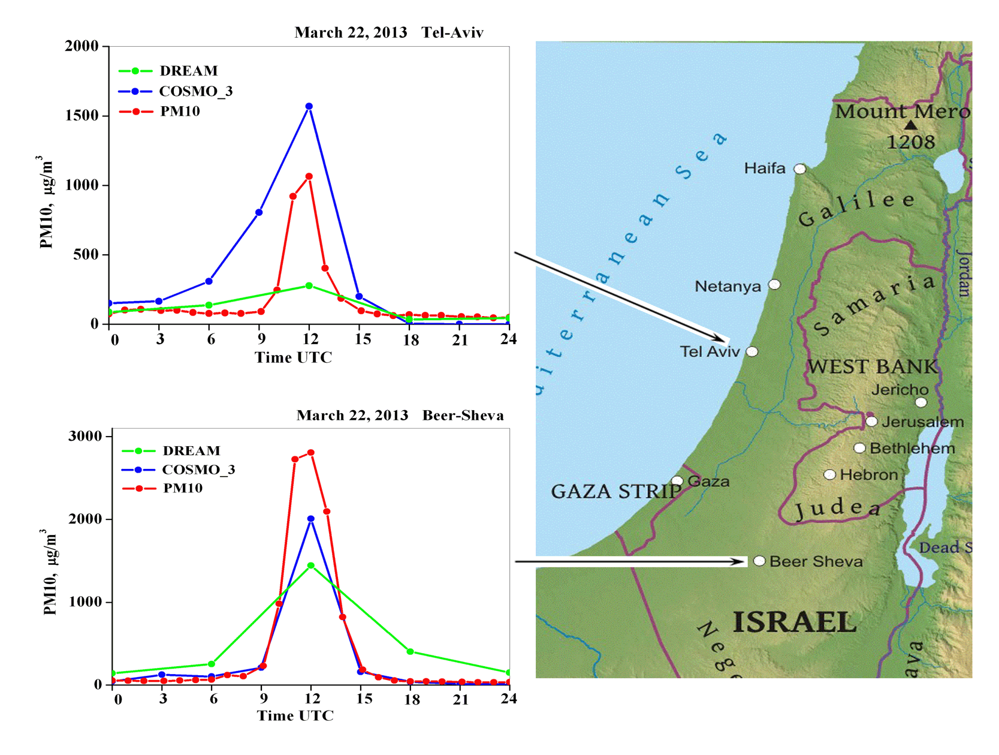 March 22, 2013 Tel-Aviv
2000
1500
1000
500
0
PM10, µg/m³
DREAM
COSMO_3
PM10
0 3 6 9 12 15 18 21 24
Time UTC
March 22, 2013 Beer-Sheva
3000
2000
1000
0
PM10, µg/m³
DREAM
COSMO_3
PM10
0 3 6 9 12 15 18 21 24
Time UTC
Mount Mero
1208
Haifa
Galilee
diterranean Sea
Netanya
Samaria
Jordan
Tel Aviv
WEST BANK
Jericho
Jerusalem
Bethlehem
Hebron
Gaza
GAZA STRIP
Judea
Dead S
Beer Sheva
ISRAEL
Nege
ava